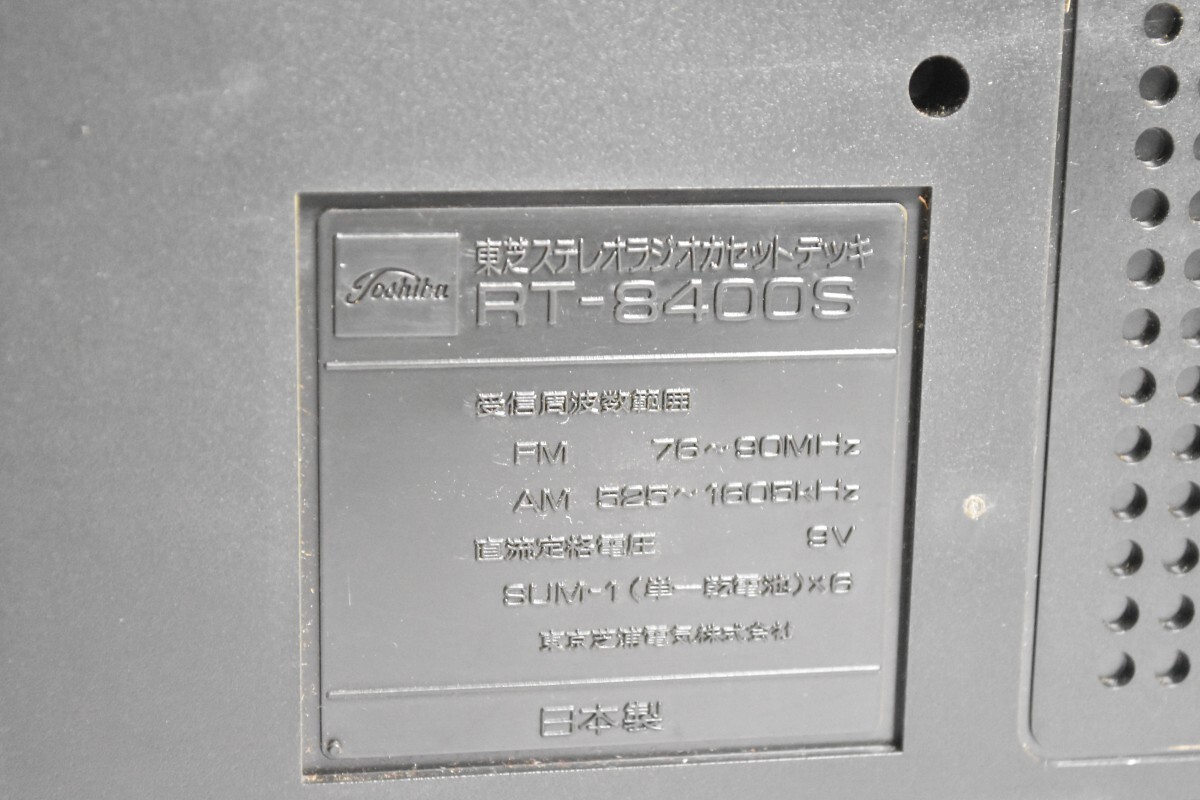 Toshiba
東芝ステレオラジオカセットデッキ
RT-8400S
受信周波数範囲
FM 76~90MHz
AM 525~1605kHz
直流定格電圧 9V
SUM-1(単一乾電池)×6
東京芝浦電気株式会社
日本製